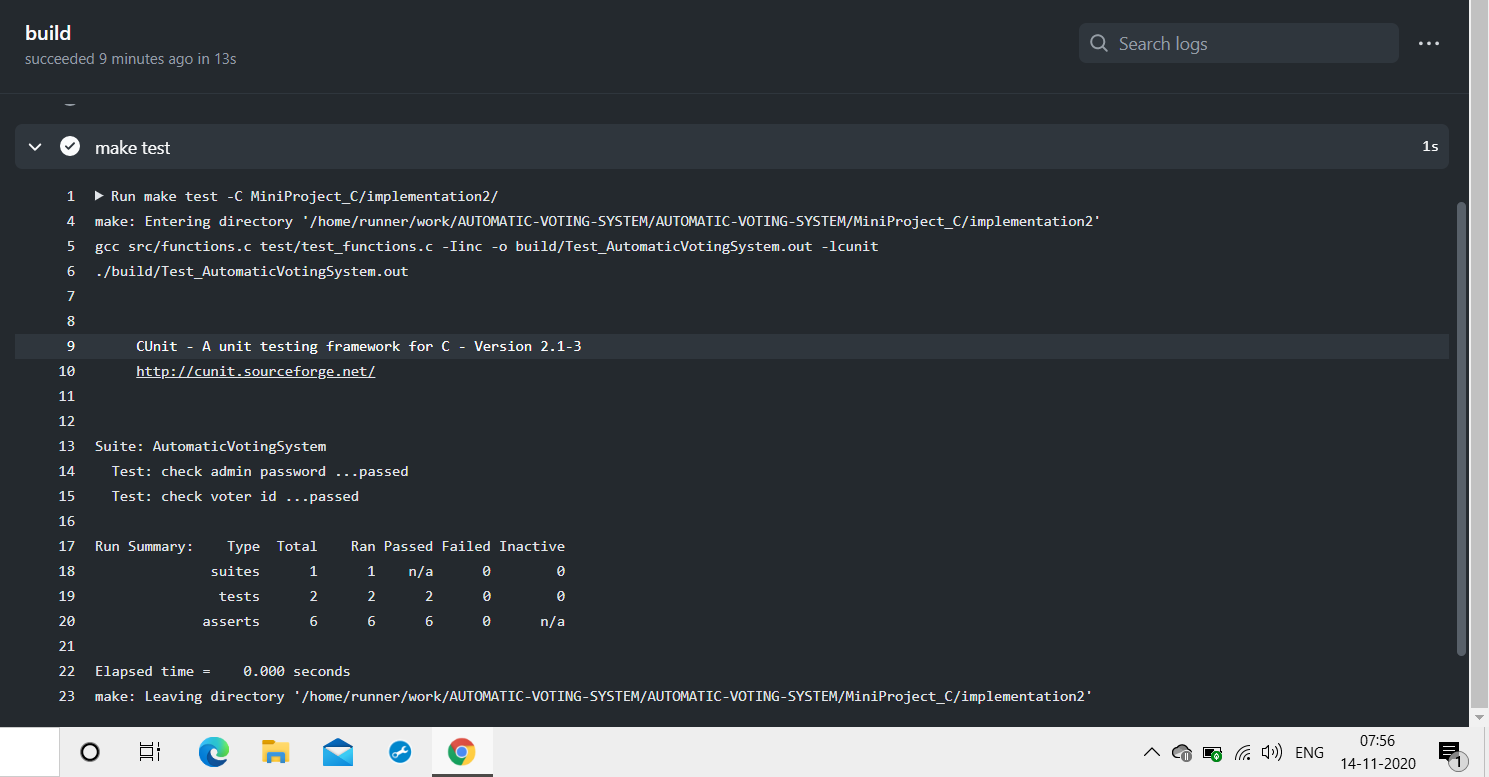 build
succeeded 9 minutes ago in 13s
Search logs
make test 1s
1 Run make test -C MiniProject_C/implementation2/
4 make: Entering directory '/home/runner/work/AUTOMATIC-VOTING-SYSTEM/AUTOMATIC-VOTING-SYSTEM/MiniProject_C/implementation2'
5 gcc src/functions.c test/test_functions.c -Iinc -o build/Test_AutomaticVotingSystem.out -lcunit
6 ./build/Test_AutomaticVotingSystem.out
7
8
9 CUnit - A unit testing framework for C - Version 2.1-3
10 http://cunit.sourceforge.net/
11
12
13 Suite: AutomaticVotingSystem
14 Test: check admin password ...passed
15 Test: check voter id ...passed
16
17 Run Summary: Type Total Ran Passed Failed Inactive
18 suites 1 1 n/a 0 0
19 tests 2 2 2 0 0
20 asserts 6 6 6 0 n/a
21
22 Elapsed time = 0.000 seconds
23 make: Leaving directory '/home/runner/work/AUTOMATIC-VOTING-SYSTEM/AUTOMATIC-VOTING-SYSTEM/MiniProject_C/implementation2'
ENG
07:56
14-11-2020
1